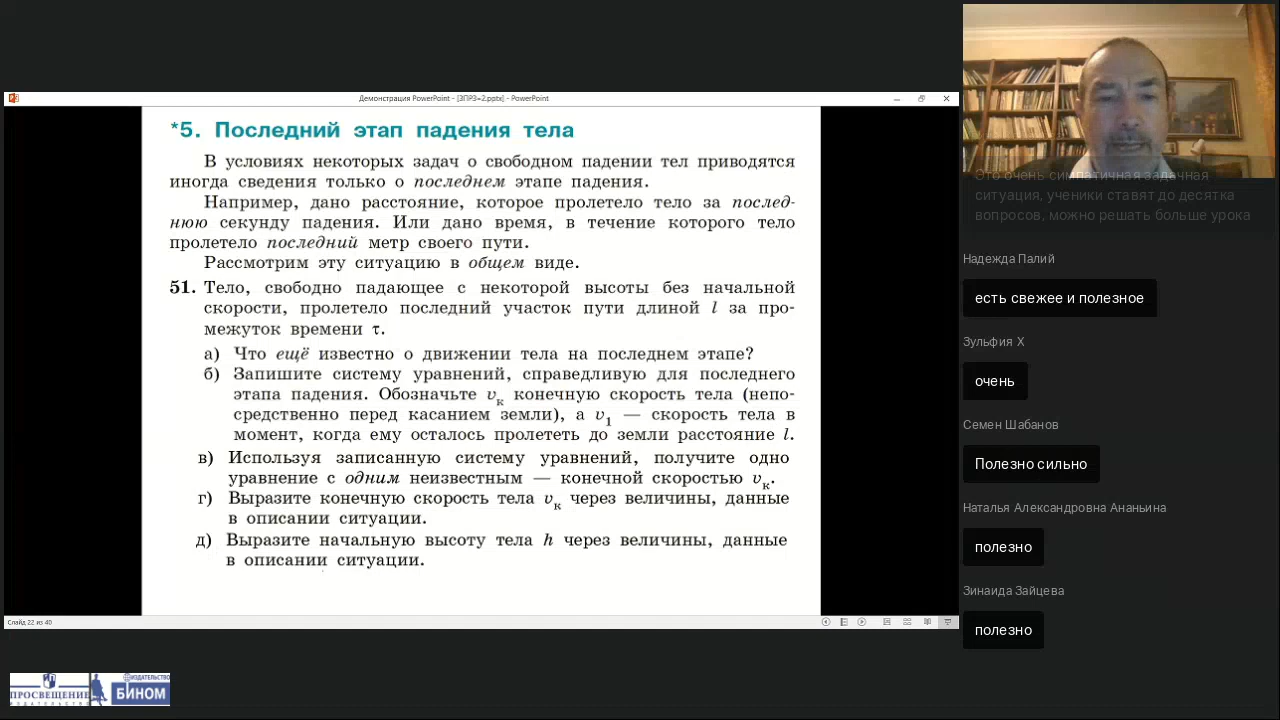 Демонстрация PowerPoint - [ЗПРЗ=2.pptx] - PowerPoint
*5. Последний этап падения тела
В условиях некоторых задач о свободном падении тел приводятся
иногда сведения только о последнем этапе падения.
Например, дано расстояние, которое пролетело тело за послед-
нюю секунду падения. Или дано время, в течение которого тело
пролетело последний метр своего пути.
Рассмотрим эту ситуацию в общем виде.
51. Тело, свободно падающее с некоторой высоты без начальной
скорости, пролетело последний участок пути длиной l за про-
межуток времени τ.
а) Что ещё известно о движении тела на последнем этапе?
б) Запишите систему уравнений, справедливую для последнего
этапа падения. Обозначьте vк конечную скорость тела (непо-
средственно перед касанием земли), а v1 — скорость тела в
момент, когда ему осталось пролететь до земли расстояние l.
в) Используя записанную систему уравнений, получите одно
уравнение с одним неизвестным — конечной скоростью vк.
г) Выразите конечную скорость тела vк через величины, данные
в описании ситуации.
д) Выразите начальную высоту тела h через величины, данные
в описании ситуации.
Слайд 22 из 40
ПРОСВЕЩЕНИЕ
ИЗДАТЕЛЬСТВО
ИЗДАТЕЛЬСТВО
БИНОМ
Это очень симпатичная задачная
ситуация, ученики ставят до десятка
вопросов, можно решать больше урока
Надежда Палий
есть свежее и полезное
Зульфия Х
очень
Семен Шабанов
Полезно сильно
Наталья Александровна Ананьина
полезно
Зинаида Зайцева
полезно